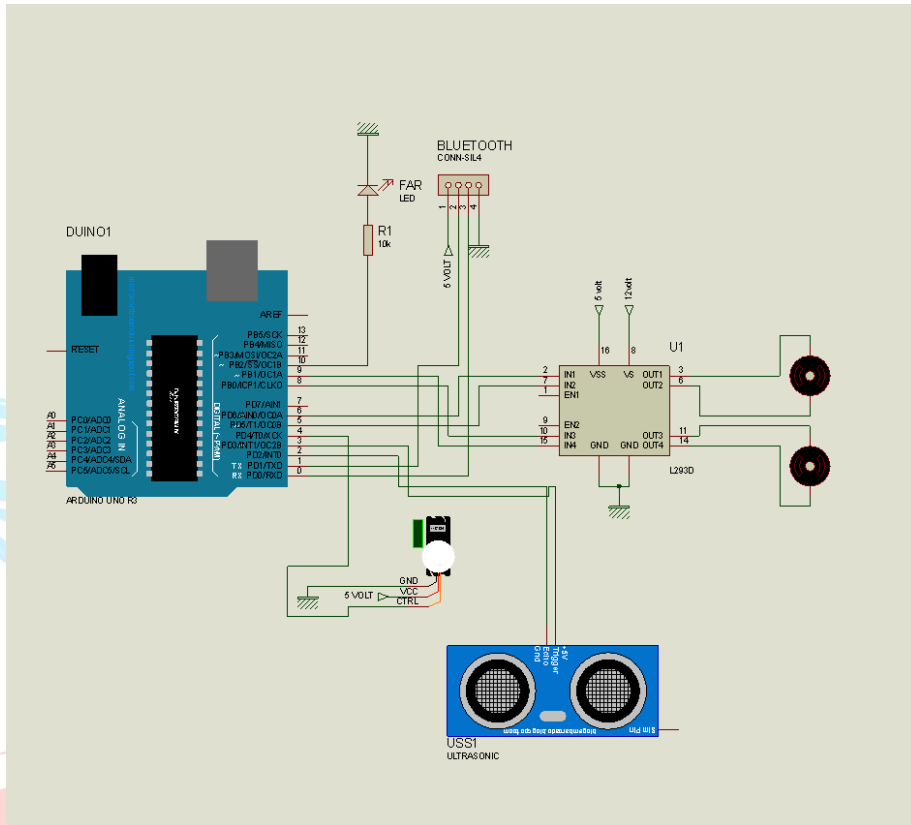 BLUETOOTH
CONN-SIL4
1
2
3
4
5 VOLT
FAR
LED
R1
10k
DUINO1
AREF
RESET
PB5/SCK
13
PB4/MISO
12
~PB3/MOSI/OC2A
11
~ PB2/SS/OC1B
10
~ PB1/OC1A
9
PB0/ICP1/CLKO
8
PD7/AIN1
7
~ PD6/AIN0/OC0A
6
~ PD5/T1/OC0B
5
PD4/T0/XCK
4
~ PD3/INT1/OC2B
3
PD2/INT0
2
TX PD1/TXD
1
RX PD0/RXD
0
ANALOG IN
DIGITAL (~PWM)
A0
PC0/ADC0
A1
PC1/ADC1
A2
PC2/ADC2
A3
PC3/ADC3
A4
PC4/ADC4/SDA
A5
PC5/ADC5/SCL
ARDUINO UNO R3
5 volt
12volt
U1
16
8
VSS
VS
2
IN1
7
IN2
1
EN1
9
EN2
10
IN3
15
IN4
OUT1
3
OUT2
6
OUT3
11
OUT4
14
GND
GND
L293D
GND
VCC
5 VOLT
CTRL
+5V
Trigger
Echo
Gnd
Sim Pin
USS1
ULTRASONIC